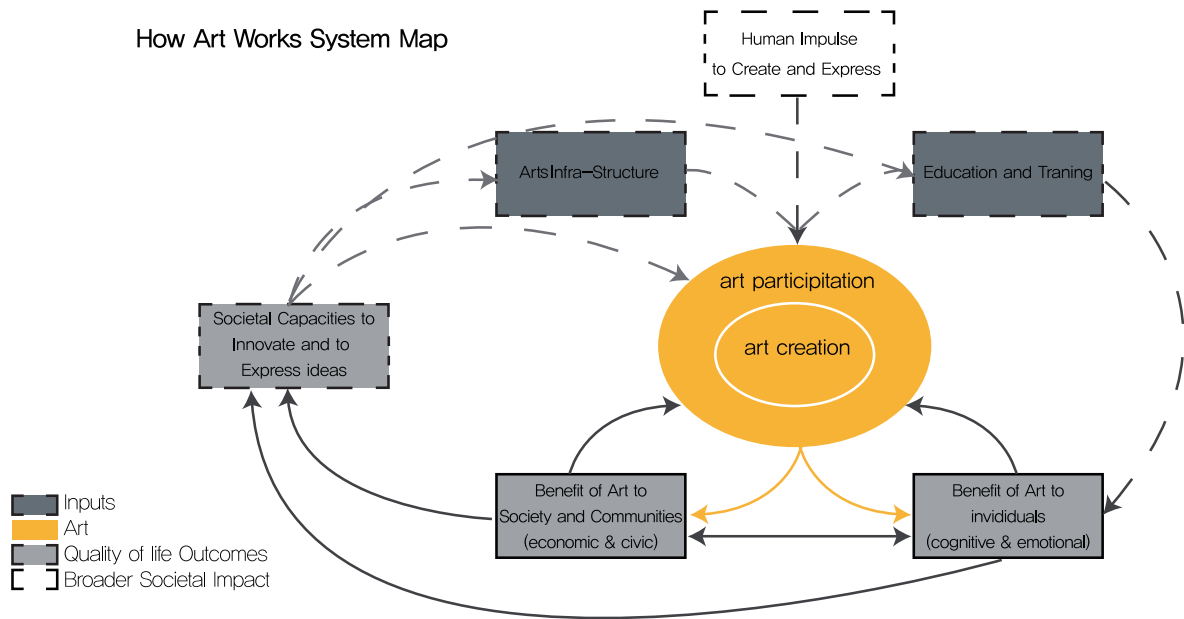 How Art Works System Map
Human Impulse
to Create and Express
Arts Infra-Structure
Education and Traning
art participitation
art creation
Societal Capacities to
Innovate and to
Express ideas
Benefit of Art to
Society and Communities
(economic & civic)
Benefit of Art to
invididuals
(cognitive & emotional)
Inputs
Art
Quality of life Outcomes
Broader Societal Impact